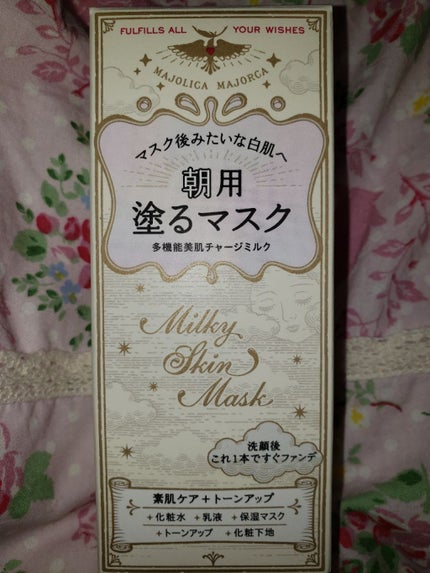 FULFILLS ALL YOUR WISHES
MAJOLICA MAJORCA
マスク後みたいな白肌へ
朝用
塗るマスク
多機能美肌チャージミルク
Milky
Skin
Mask
洗顔後
これ1本ですぐファンデ
素肌ケア+トーンアップ
+化粧水 +乳液 +保湿マスク
+トーンアップ +化粧下地